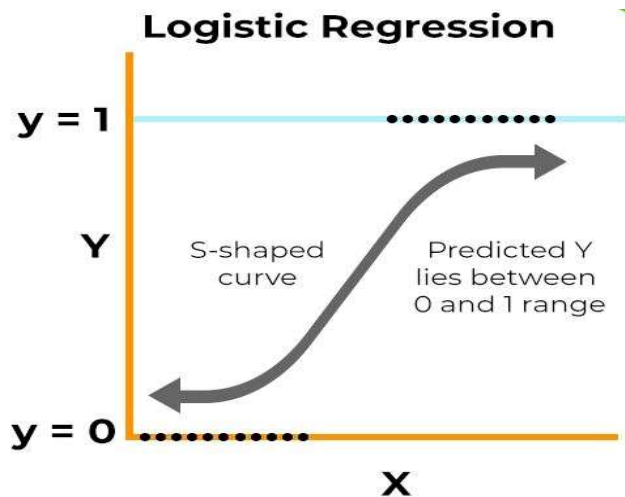 Logistic Regression
y = 1
Y
S-shaped
curve
Predicted Y
lies between
0 and 1 range
y = 0
X